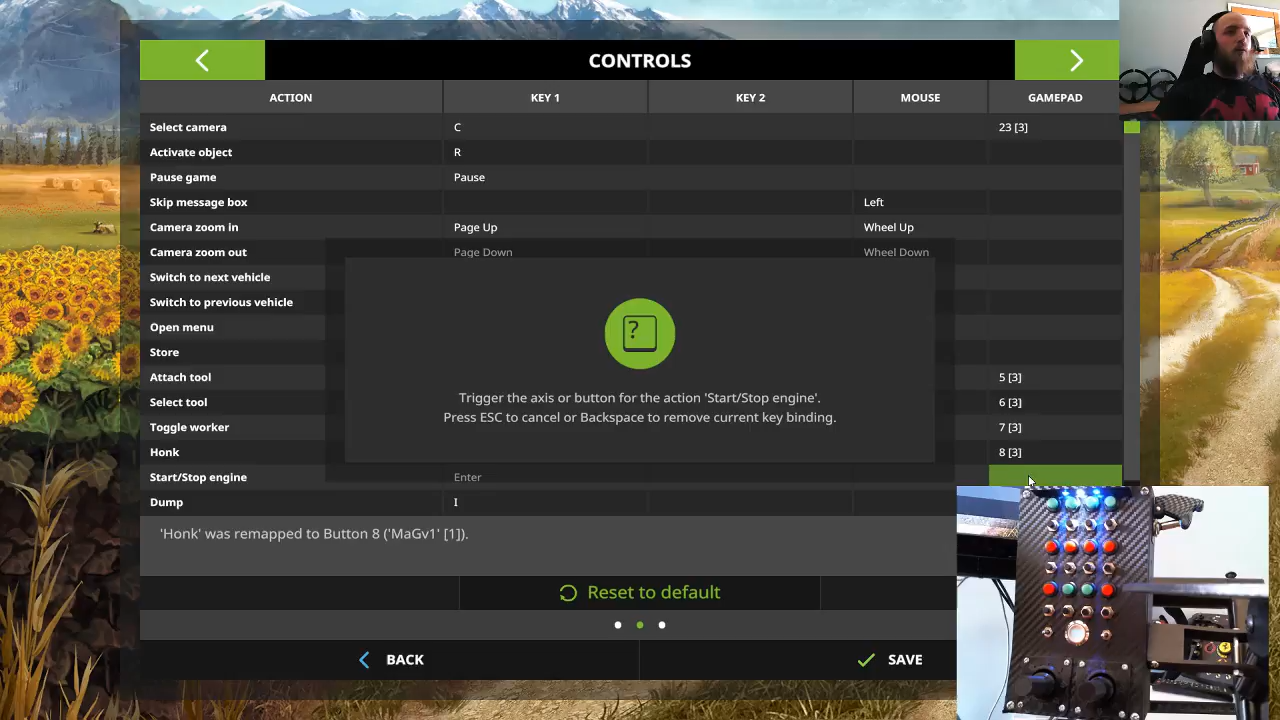 CONTROLS
ACTION KEY 1 KEY 2 MOUSE GAMEPAD
Select camera C 23 [3]
Activate object R
Pause game Pause
Skip message box Left
Camera zoom in Page Up Wheel Up
Camera zoom out Page Down Wheel Down
Switch to next vehicle
Switch to previous vehicle
Open menu
Store
Attach tool 5 [3]
Select tool 6 [3]
Toggle worker 7 [3]
Honk 8 [3]
Start/Stop engine Enter
Dump I
?
Trigger the axis or button for the action 'Start/Stop engine'.
Press ESC to cancel or Backspace to remove current key binding.
'Honk' was remapped to Button 8 ('MaGv1' [1]).
Reset to default
BACK SAVE